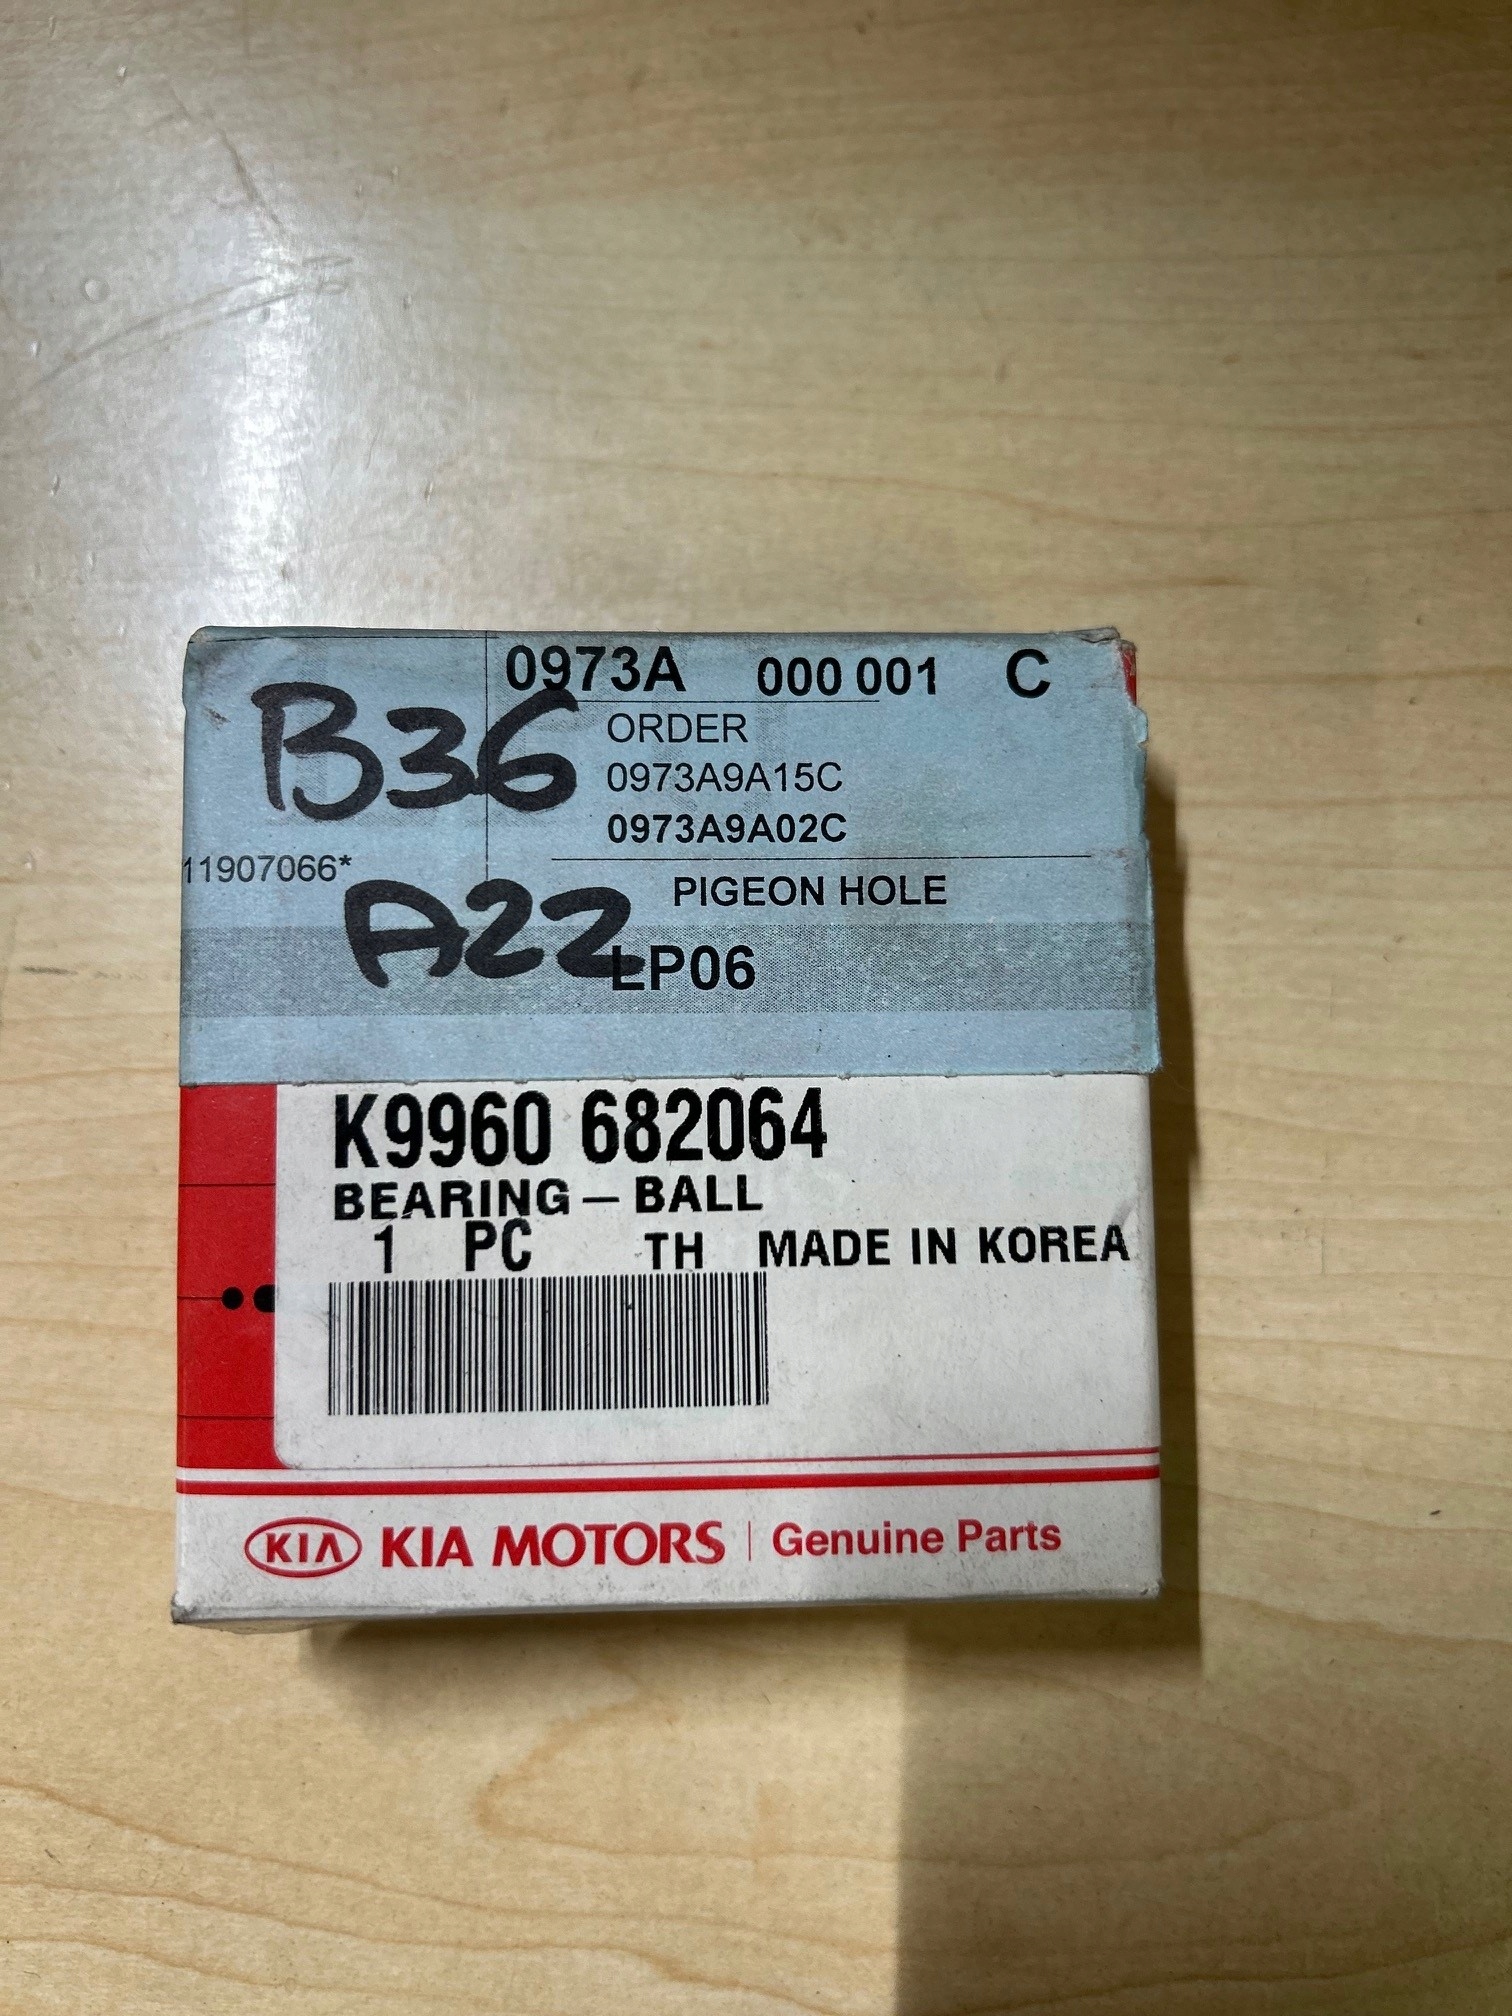 0973A 000 001 C
B36
ORDER
0973A9A15C
0973A9A02C
11907066*
A22
PIGEON HOLE
LP06
K9960 682064
BEARING – BALL
1 PC TH MADE IN KOREA
KIA KIA MOTORS | Genuine Parts